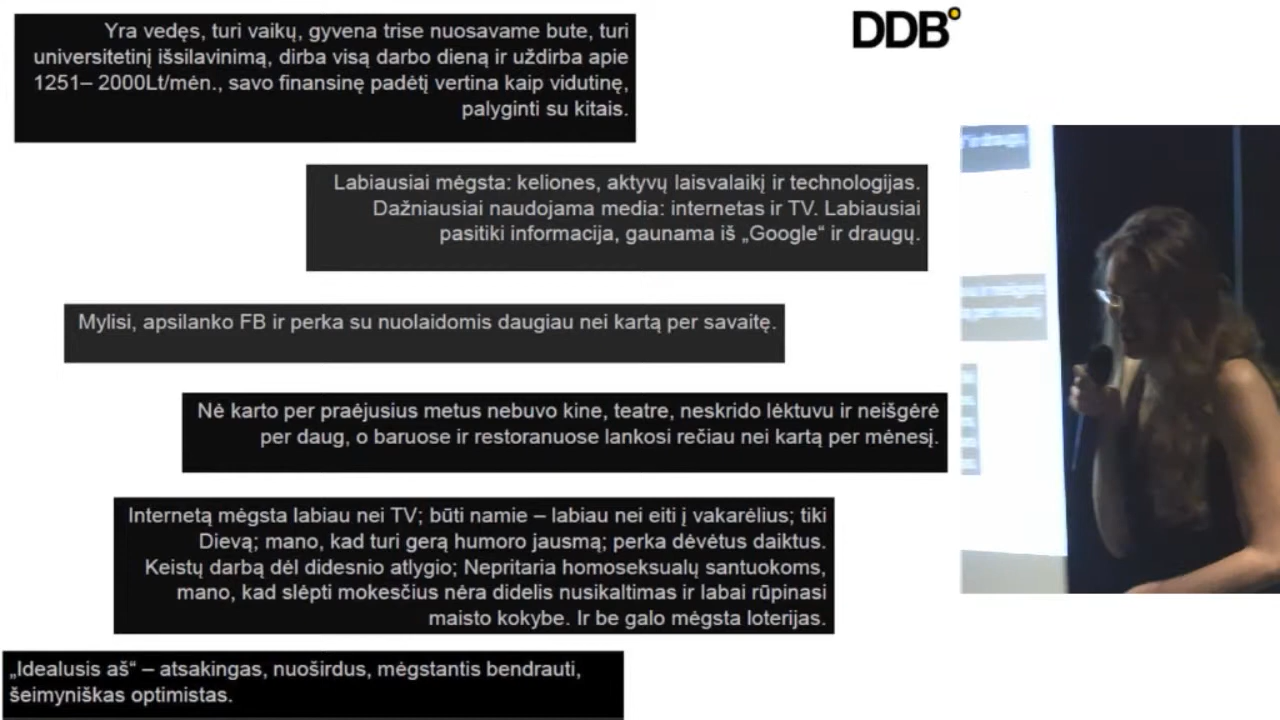 DDB
Yra vedęs, turi vaikų, gyvena trise nuosavame bute, turi
universitetinį išsilavinimą, dirba visą darbo dieną ir uždirba apie
1251– 2000Lt/mėn., savo finansinę padėtį vertina kaip vidutinę,
palyginti su kitais.
Labiausiai mėgsta: keliones, aktyvų laisvalaikį ir technologijas.
Dažniausiai naudojama media: internetas ir TV. Labiausiai
pasitiki informacija, gaunama iš „Google“ ir draugų.
Mylisi, apsilanko FB ir perka su nuolaidomis daugiau nei kartą per savaitę.
Nė karto per praėjusius metus nebuvo kine, teatre, neskrido lėktuvu ir neišgėrė
per daug, o baruose ir restoranuose lankosi rečiau nei kartą per mėnesį.
Internetą mėgsta labiau nei TV; būti namie – labiau nei eiti į vakarėlius; tiki
Dievą; mano, kad turi gerą humoro jausmą; perka dėvėtus daiktus.
Keistų darbą dėl didesnio atlygio; Nepritaria homoseksualų santuokoms,
mano, kad slėpti mokesčius nėra didelis nusikaltimas ir labai rūpinasi
maisto kokybe. Ir be galo mėgsta loterijas.
„Idealusis aš“ – atsakingas, nuoširdus, mėgstantis bendrauti,
šeimyniškas optimistas.